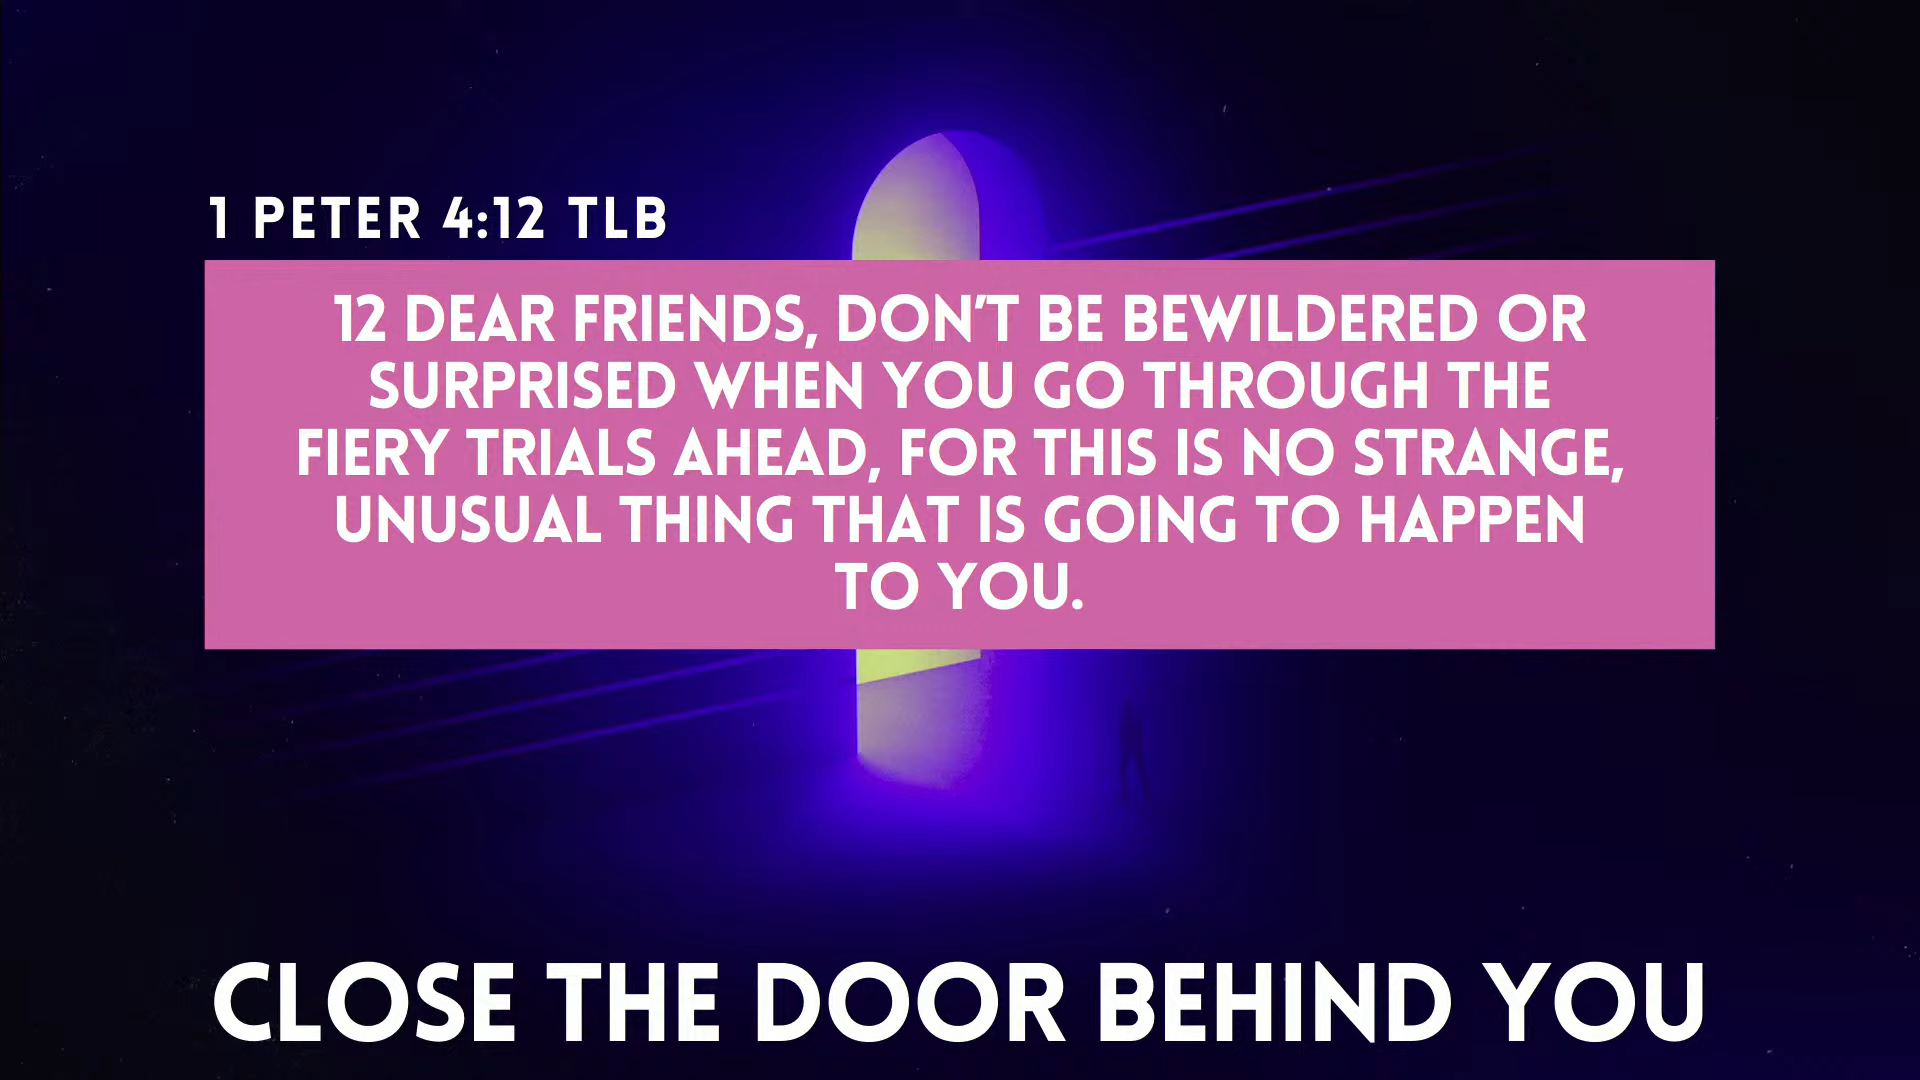 1 PETER 4:12 TLB
12 DEAR FRIENDS, DON'T BE BEWILDERED OR
SURPRISED WHEN YOU GO THROUGH THE
FIERY TRIALS AHEAD, FOR THIS IS NO STRANGE,
UNUSUAL THING THAT IS GOING TO HAPPEN
TO YOU.
CLOSE THE DOOR BEHIND YOU